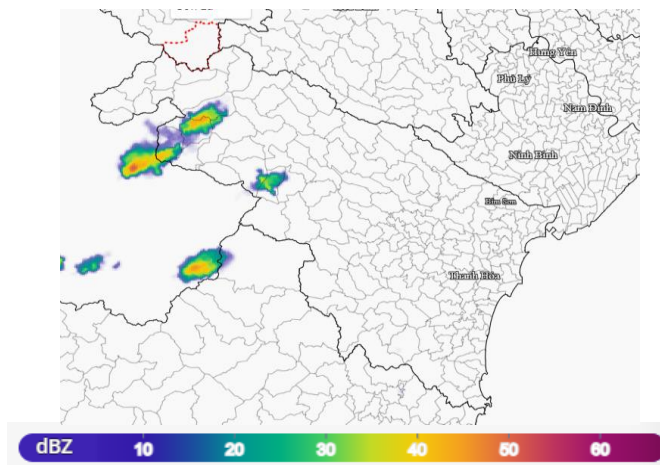 Hưng Yên
Phủ Lý
Nam Định
Ninh Bình
Bỉm Sơn
Thanh Hóa
dBZ 10 20 30 40 50 60